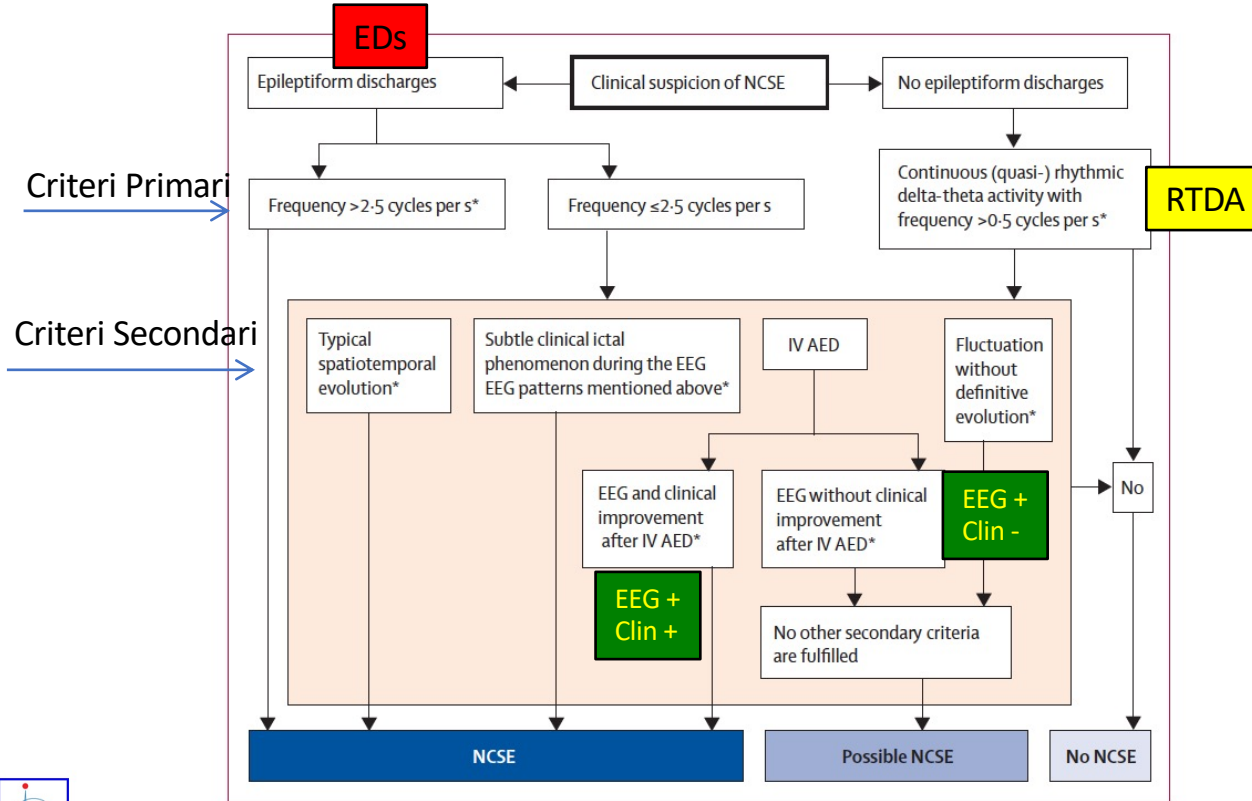 EDs
Epileptiform discharges
Clinical suspicion of NCSE
No epileptiform discharges
Criteri Primari
Frequency >2·5 cycles per s*
Frequency ≤2·5 cycles per s
Continuous (quasi-) rhythmic
delta-theta activity with
frequency >0·5 cycles per s*
RTDA
Criteri Secondari
Typical
spatiotemporal
evolution*
Subtle clinical ictal
phenomenon during the EEG
EEG patterns mentioned above*
IV AED
Fluctuation
without
definitive
evolution*
EEG and clinical
improvement
after IV AED*
EEG without clinical
improvement
after IV AED*
EEG +
Clin -
No
EEG +
Clin +
No other secondary criteria
are fulfilled
NCSE
Possible NCSE
No NCSE